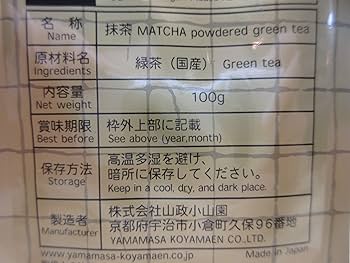 名 称
Name
抹茶 MATCHA powdered green tea
原材料名
Ingredients
緑茶（国産） Green tea
内容量
Net weight
100g
賞味期限
Best before
枠外上部に記載
See above (year,month)
保存方法
Storage
高温多湿を避け、
暗所に保存してください。
Keep in a cool, dry, and dark place.
製造者
Manufacturer
株式会社山政小山園
京都府宇治市小倉町久保96番地
YAMAMASA KOYAMAEN CO.,LTD.
www.yamamasa-koyamaen.co.jp
Made in Japan